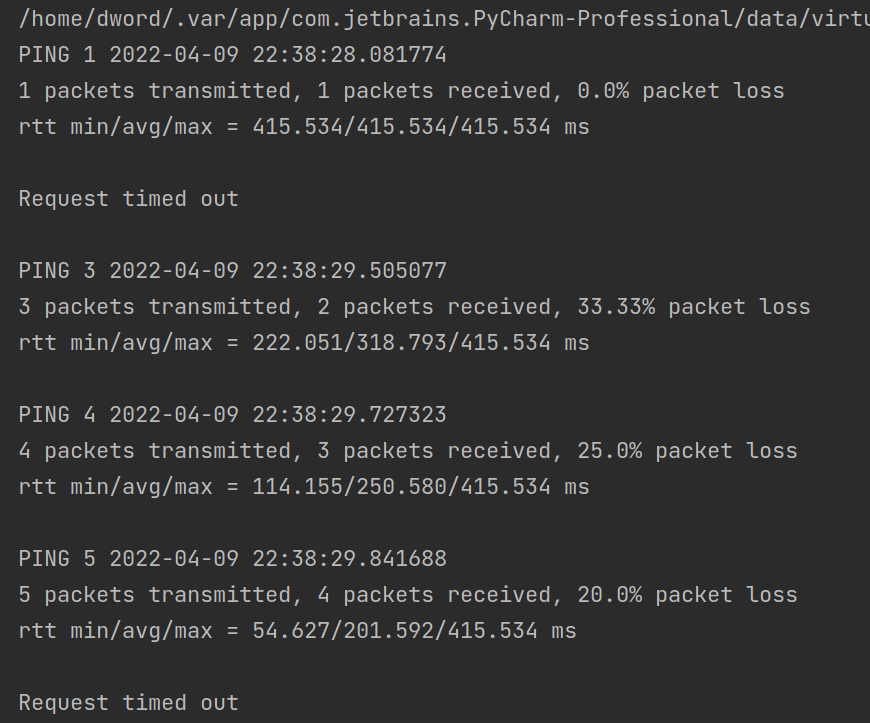 /home/dword/.var/app/com.jetbrains.PyCharm-Professional/data/virtu
PING 1 2022-04-09 22:38:28.081774
1 packets transmitted, 1 packets received, 0.0% packet loss
rtt min/avg/max = 415.534/415.534/415.534 ms
Request timed out
PING 3 2022-04-09 22:38:29.505077
3 packets transmitted, 2 packets received, 33.33% packet loss
rtt min/avg/max = 222.051/318.793/415.534 ms
PING 4 2022-04-09 22:38:29.727323
4 packets transmitted, 3 packets received, 25.0% packet loss
rtt min/avg/max = 114.155/250.580/415.534 ms
PING 5 2022-04-09 22:38:29.841688
5 packets transmitted, 4 packets received, 20.0% packet loss
rtt min/avg/max = 54.627/201.592/415.534 ms
Request timed out